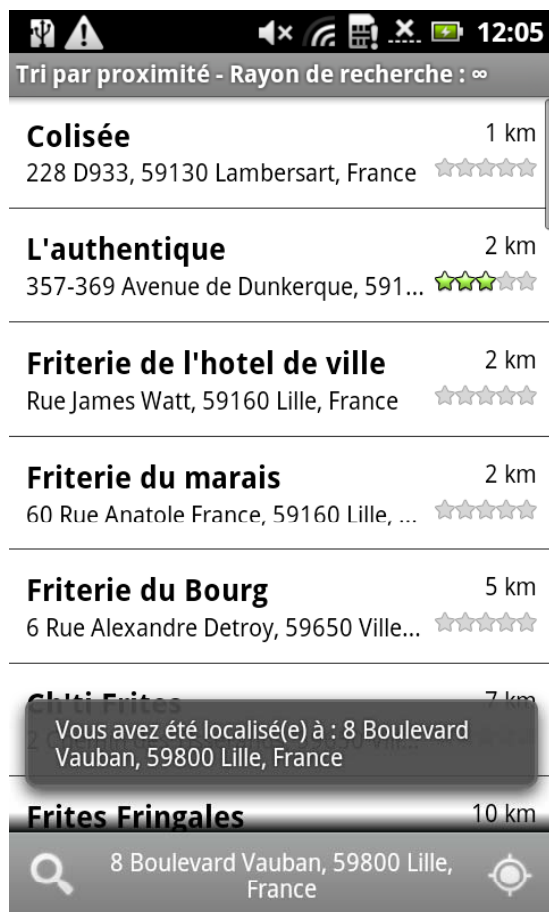 12:05
Tri par proximité - Rayon de recherche : ∞
Colisée
1 km
228 D933, 59130 Lambersart, France
L'authentique
2 km
357-369 Avenue de Dunkerque, 591...
Friterie de l'hotel de ville
2 km
Rue James Watt, 59160 Lille, France
Friterie du marais
2 km
60 Rue Anatole France, 59160 Lille, ...
Friterie du Bourg
5 km
6 Rue Alexandre Detroy, 59650 Ville...
Ch'ti Frites
7 km
Vous avez été localisé(e) à : 8 Boulevard
Vauban, 59800 Lille, France
Frites Fringales
10 km
8 Boulevard Vauban, 59800 Lille,
France